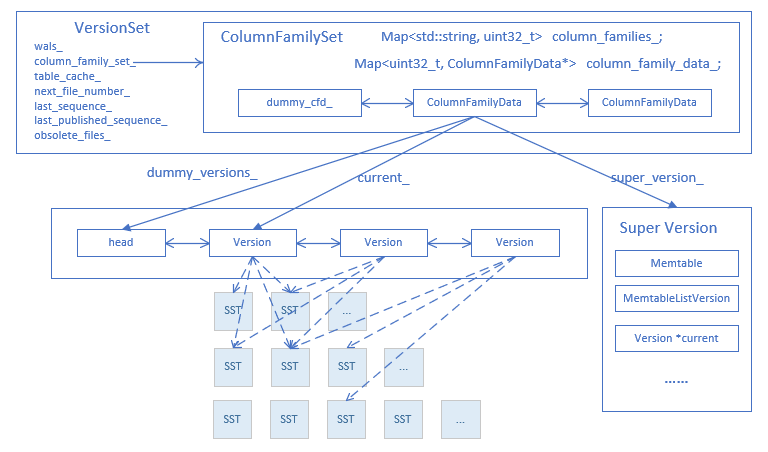 VersionSet
wals_
column_family_set_
table_cache_
next_file_number_
last_sequence_
last_published_sequence_
obsolete_files_
ColumnFamilySet
Map<std::string, uint32_t> column_families_;
Map<uint32_t, ColumnFamilyData*> column_family_data_;
dummy_cfd_
ColumnFamilyData
ColumnFamilyData
dummy_versions_
current_
super_version_
head
Version
Version
Version
Super Version
Memtable
MemtableListVersion
Version *current
......
SST
SST
...
SST
SST
SST
...
SST
SST
SST
SST
...